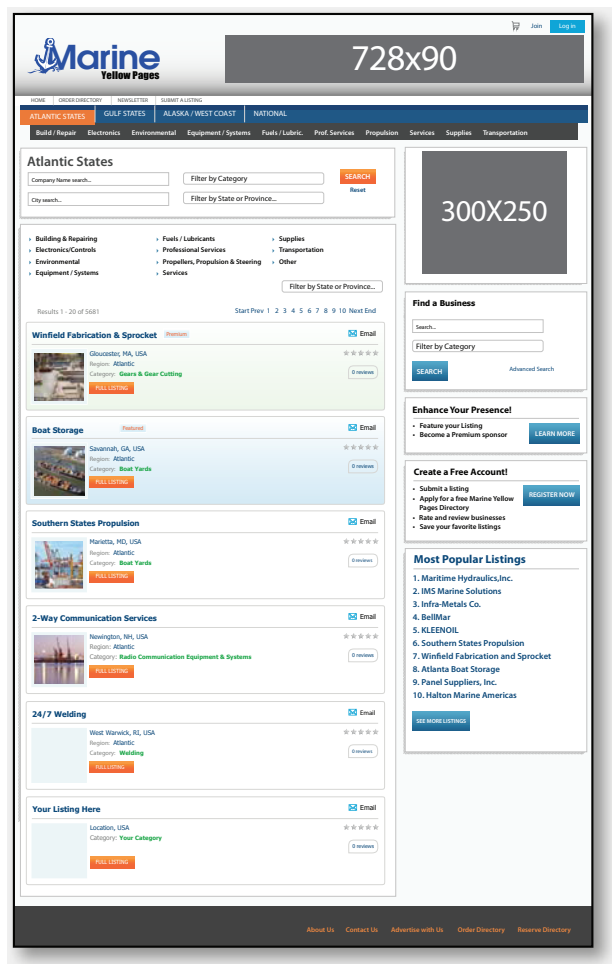 Join Log in
Marine
Yellow Pages
728x90
HOME ORDER DIRECTORY NEWSLETTER SUBMIT A LISTING
ATLANTIC STATES GULF STATES ALASKA / WEST COAST NATIONAL
Build / Repair Electronics Environmental Equipment / Systems Fuels / Lubric. Prof. Services Propulsion Services Supplies Transportation
Atlantic States
Company Name search... Filter by Category SEARCH
Reset
City search... Filter by State or Province...
300X250
Building & Repairing Fuels / Lubricants Supplies
Electronics/Controls Professional Services Transportation
Environmental Propellers, Propulsion & Steering Other
Equipment / Systems Services
Filter by State or Province...
Results 1 - 20 of 5681 Start Prev 1 2 3 4 5 6 7 8 9 10 Next End
Winfield Fabrication & Sprocket Premium Email
Gloucester, MA, USA
Region: Atlantic
Category: Gears & Gear Cutting 0 reviews
FULL LISTING
Boat Storage Featured Email
Savannah, GA, USA
Region: Atlantic
Category: Boat Yards 0 reviews
FULL LISTING
Southern States Propulsion Email
Marietta, MD, USA
Region: Atlantic
Category: Boat Yards 0 reviews
FULL LISTING
2-Way Communication Services Email
Newington, NH, USA
Region: Atlantic
Category: Radio Communication Equipment & Systems 0 reviews
FULL LISTING
24/7 Welding Email
West Warwick, RI, USA
Region: Atlantic
Category: Welding 0 reviews
FULL LISTING
Your Listing Here Email
Location, USA
Category: Your Category 0 reviews
FULL LISTING
Find a Business
Search...
Filter by Category
SEARCH Advanced Search
Enhance Your Presence!
• Feature your Listing
• Become a Premium sponsor
LEARN MORE
Create a Free Account!
• Submit a listing
• Apply for a free Marine Yellow
Pages Directory
• Rate and review businesses
• Save your favorite listings
REGISTER NOW
Most Popular Listings
1. Maritime Hydraulics,Inc.
2. IMS Marine Solutions
3. Infra-Metals Co.
4. BellMar
5. KLEENOIL
6. Southern States Propulsion
7. Winfield Fabrication and Sprocket
8. Atlanta Boat Storage
9. Panel Suppliers, Inc.
10. Halton Marine Americas
SEE MORE LISTINGS
About Us Contact Us Advertise with Us Order Directory Reserve Directory